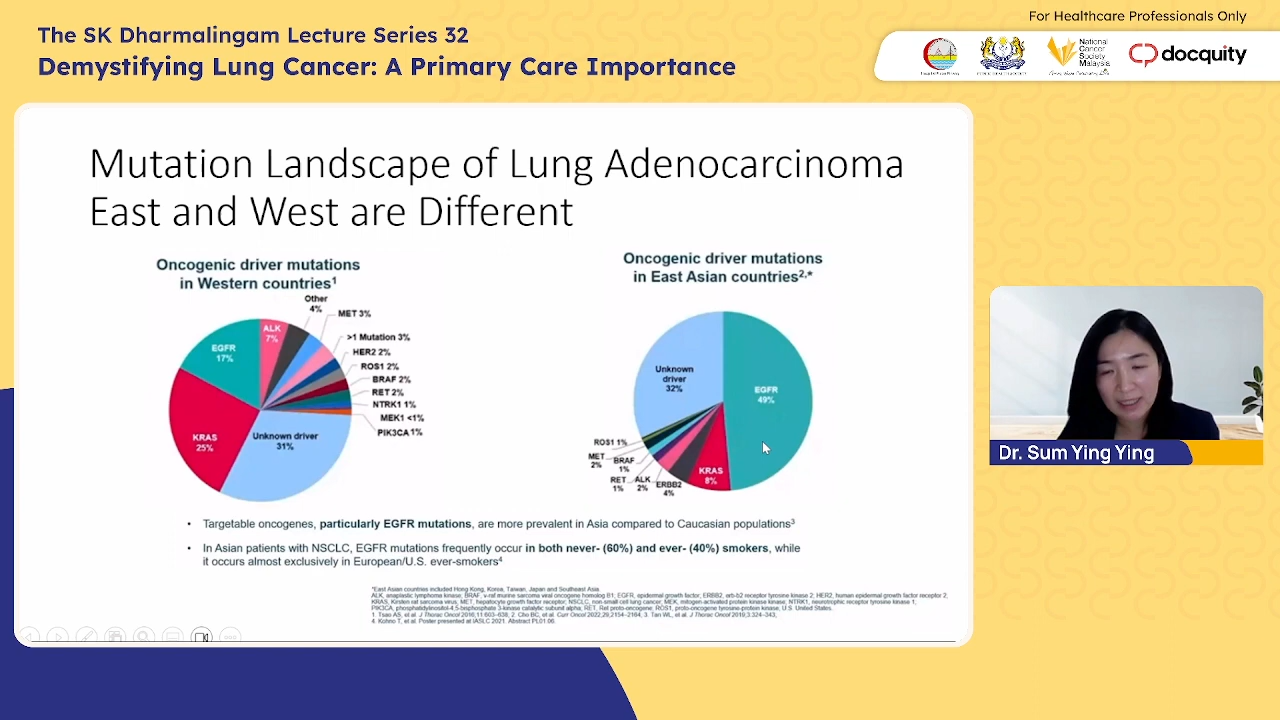 For Healthcare Professionals Only
The SK Dharmalingam Lecture Series 32
Demystifying Lung Cancer: A Primary Care Importance
National
Cancer
Society
Malaysia
docquity
Mutation Landscape of Lung Adenocarcinoma
East and West are Different
Oncogenic driver mutations
in Western countries¹
Other
4%
MET 3%
>1 Mutation 3%
HER2 2%
ROS1 2%
BRAF 2%
RET 2%
NTRK1 1%
MEK1 <1%
PIK3CA 1%
ALK
7%
EGFR
17%
KRAS
25%
Unknown driver
31%
Oncogenic driver mutations
in East Asian countries²,*
Unknown
driver
32%
EGFR
49%
ROS1 1%
MET
2%
BRAF
1%
RET
1%
ALK
2%
ERBB2
4%
KRAS
8%
• Targetable oncogenes, particularly EGFR mutations, are more prevalent in Asia compared to Caucasian populations³
• In Asian patients with NSCLC, EGFR mutations frequently occur in both never- (60%) and ever- (40%) smokers, while
it occurs almost exclusively in European/U.S. ever-smokers⁴
*East Asian countries included Hong Kong, Korea, Taiwan, Japan and Southeast Asia
ALK, anaplastic lymphoma kinase; BRAF, v-raf murine sarcoma viral oncogene homolog B1, EGFR, epidermal growth factor; ERBB2, erb-b2 receptor tyrosine kinase 2; HER2, human epidermal growth factor receptor 2,
KRAS, Kirsten rat sarcoma virus, MET, hepatocyte growth factor receptor; NSCLC, non-small cell lung cancer; MEK, mitogen-activated protein kinase kinase; NTRK1, neurotrophic receptor tyrosine kinase 1,
PIK3CA, phosphatidylinositol-4,5-bisphosphate 3-kinase catalytic subunit alpha; RET, Ret proto-oncogene; ROS1, proto-oncogene tyrosine-protein kinase; U.S. United States.
1. Tsao AS, et al. J Thorac Oncol 2016;11:603–638, 2. Cho BC, et al. Curr Oncol 2022;29,2154–2164, 3. Tan WL, et al. J Thorac Oncol 2019;3:324–343,
4. Kohno T, et al. Poster presented at IASLC 2021. Abstract PL01.06.
Dr. Sum Ying Ying